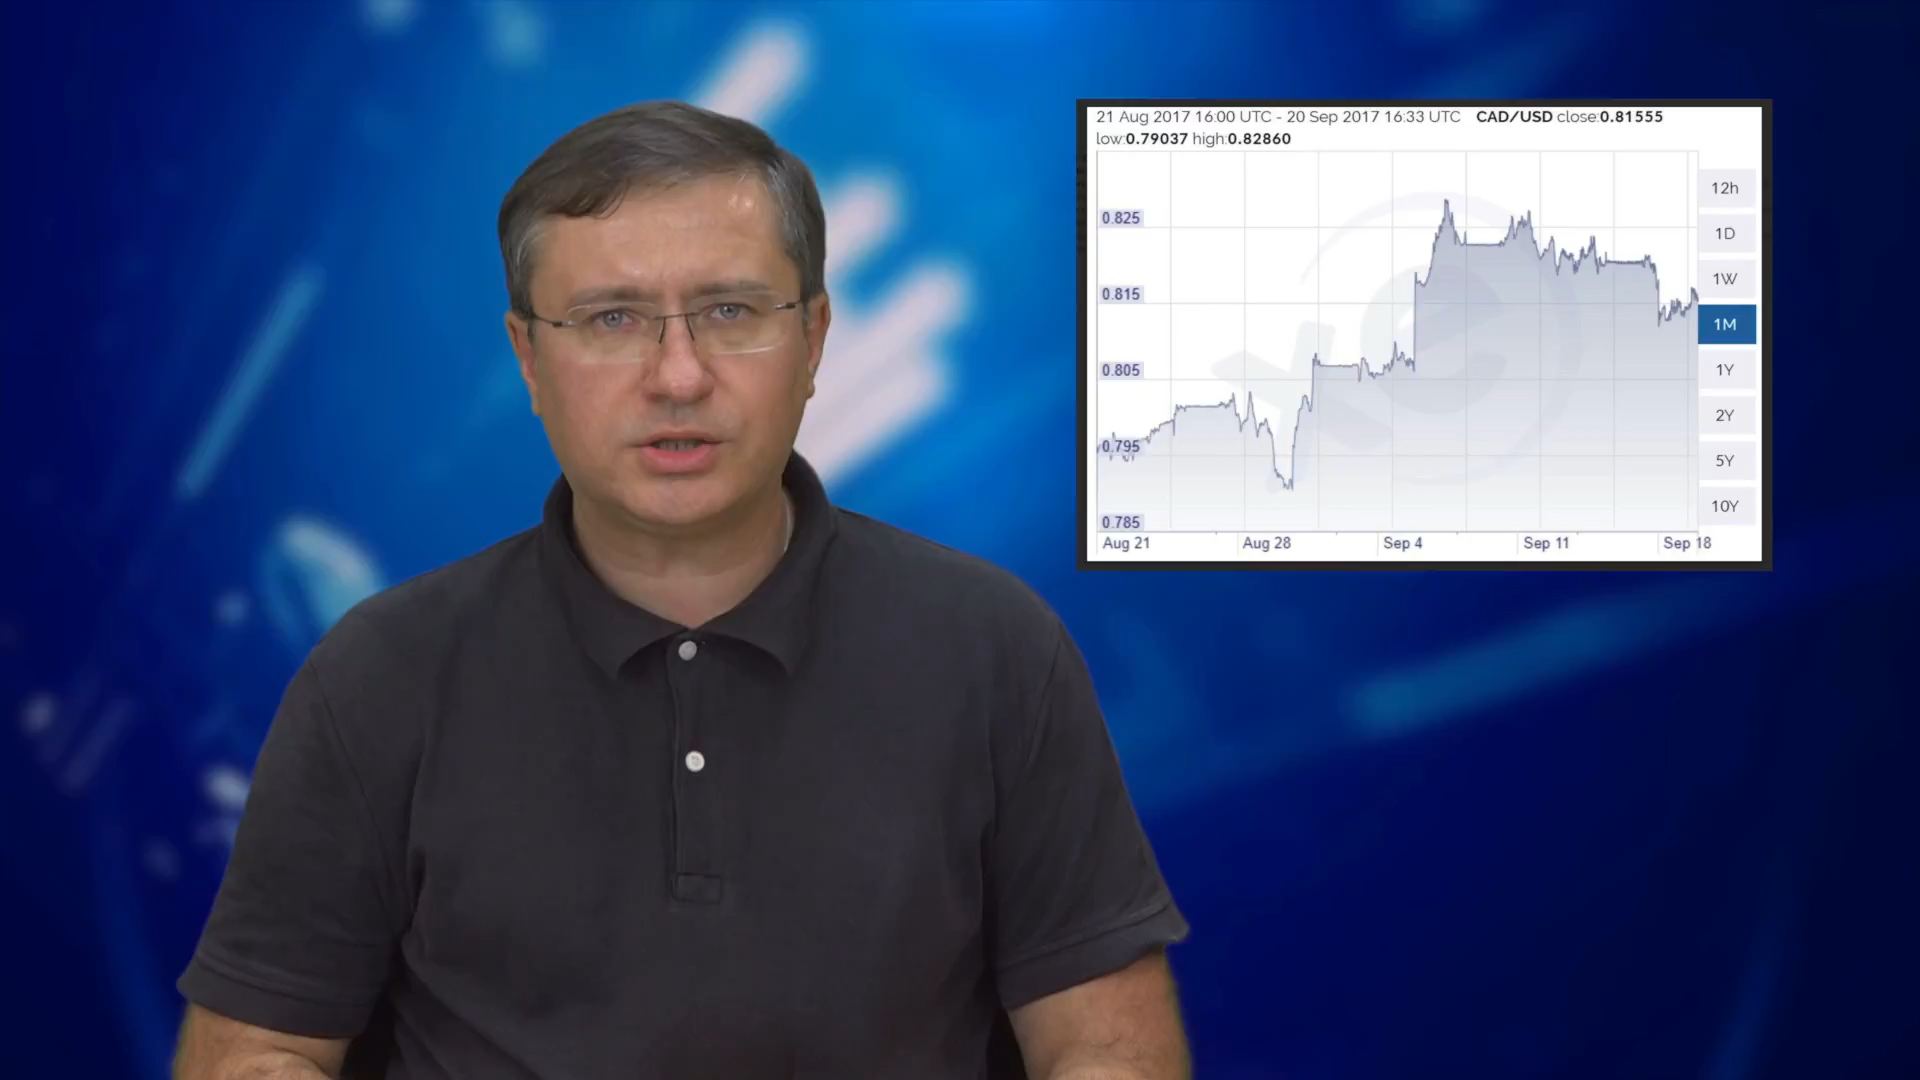 21 Aug 2017 16:00 UTC - 20 Sep 2017 16:33 UTC CAD/USD close:0.81555
low:0.79037 high:0.82860
12h
0.825
1D
1W
0.815
1M
xe
0.805
1Y
2Y
0.795
5Y
10Y
0.785
Aug 21 Aug 28 Sep 4 Sep 11 Sep 18